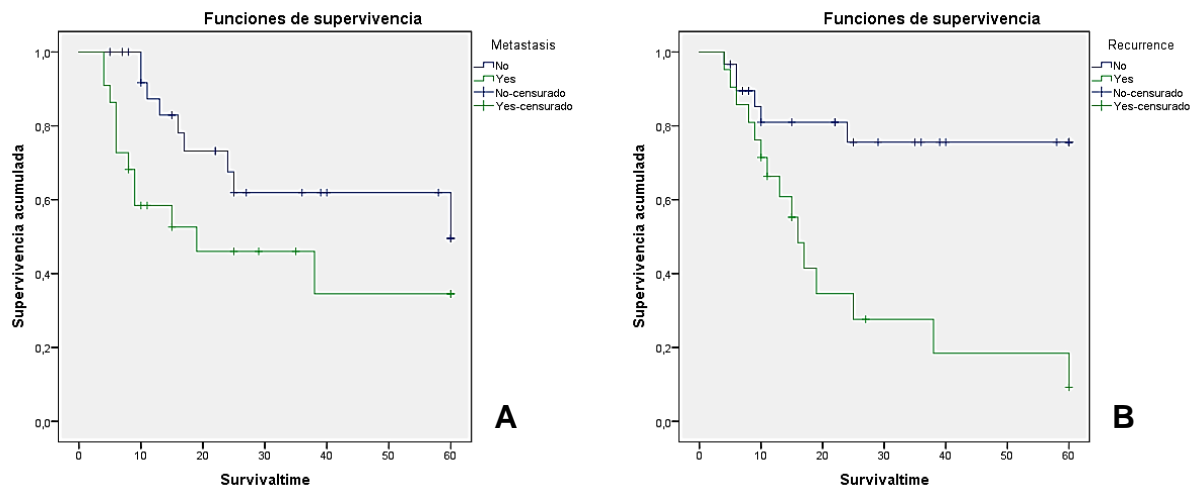 Funciones de supervivencia
Metastasis
No
Yes
No-censurado
Yes-censurado
Supervivencia acumulada
1,0
0,8
0,6
0,4
0,2
0,0
0 10 20 30 40 50 60
Survivaltime
A
Funciones de supervivencia
Recurrence
No
Yes
No-censurado
Yes-censurado
Supervivencia acumulada
1,0
0,8
0,6
0,4
0,2
0,0
0 10 20 30 40 50 60
Survivaltime
B